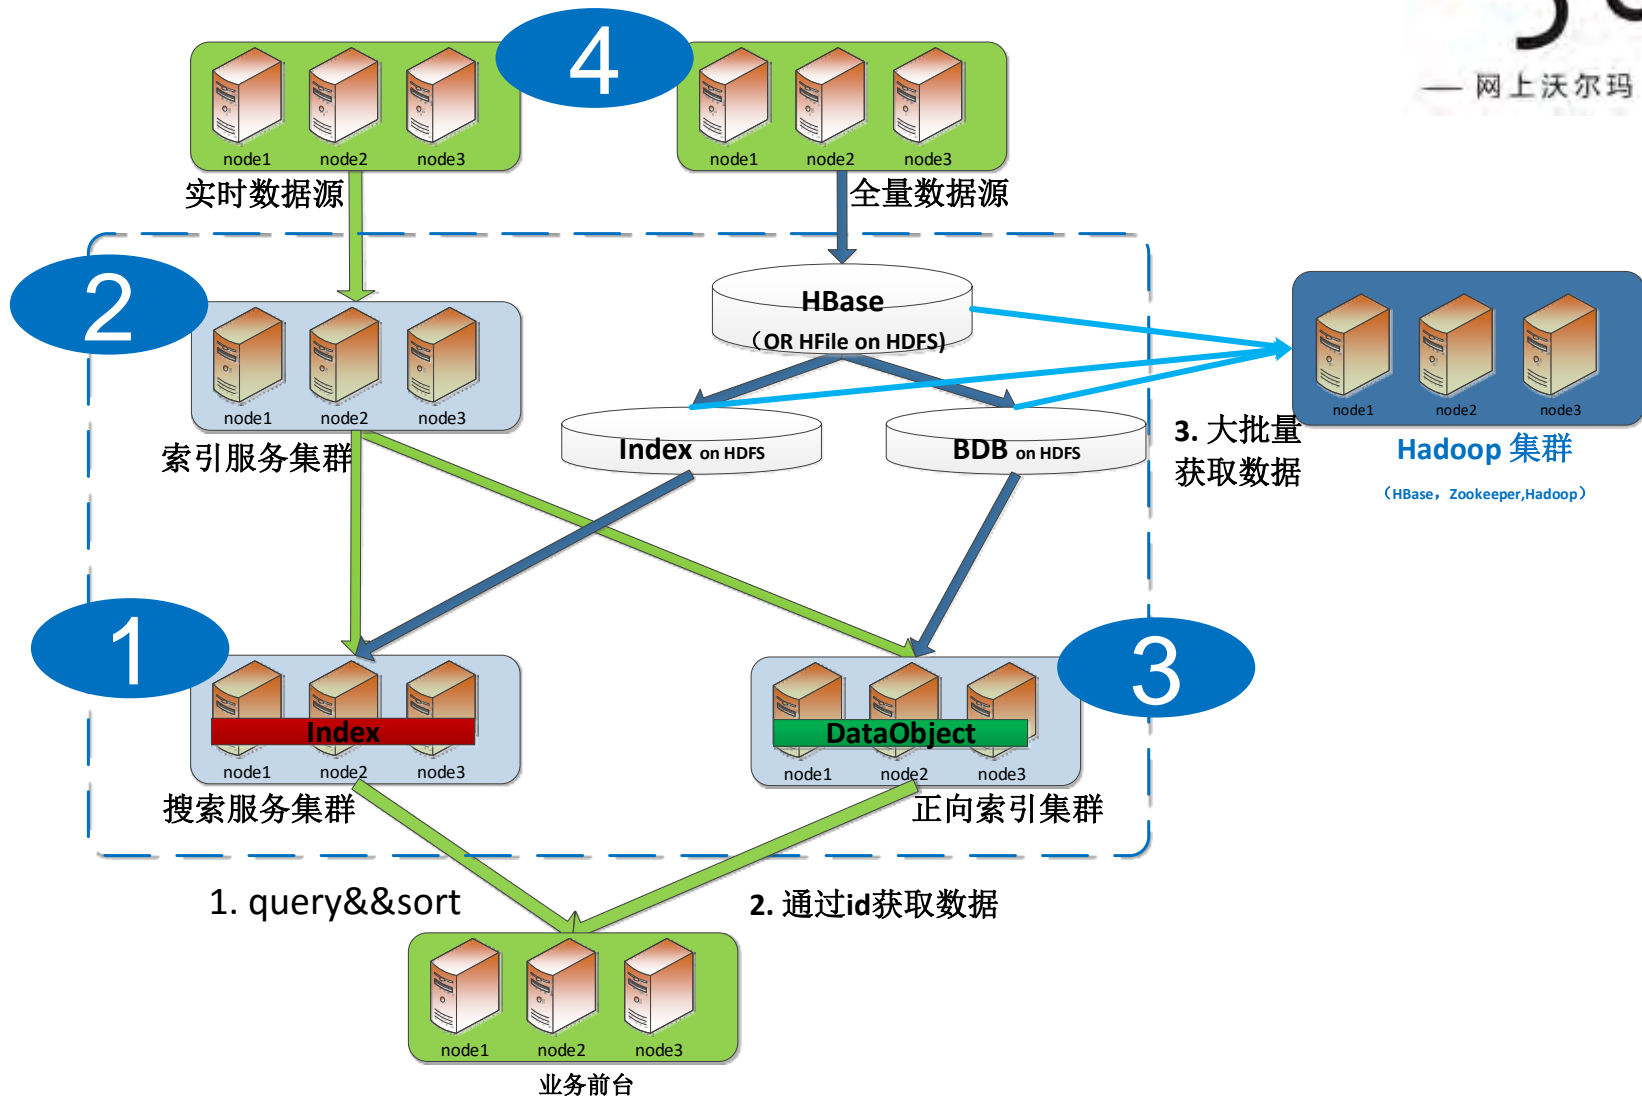 4
— 网上沃尔玛
node1 node2 node3
node1 node2 node3
实时数据源
全量数据源
2
HBase
（OR HFile on HDFS)
node1 node2 node3
node1 node2 node3
索引服务集群
Index on HDFS
BDB on HDFS
3. 大批量
获取数据
Hadoop 集群
（HBase，Zookeeper,Hadoop）
1
3
Index
DataObject
node1 node2 node3
node1 node2 node3
搜索服务集群
正向索引集群
1. query&&sort
2. 通过id获取数据
node1 node2 node3
业务前台